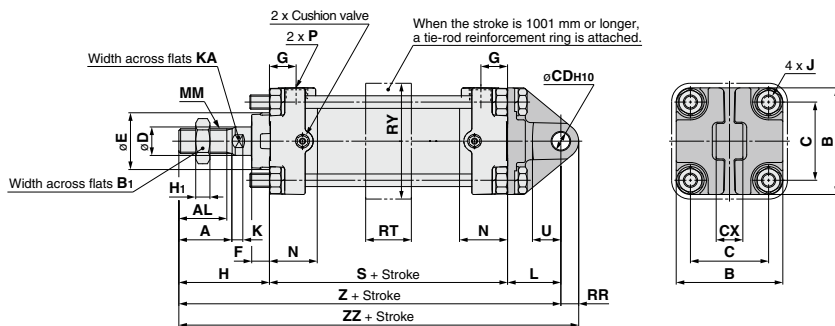 2 x Cushion valve
2 x P
When the stroke is 1001 mm or longer,
a tie-rod reinforcement ring is attached.
Width across flats KA
G
G
øCDH10
4 x J
MM
øE
øD
RY
C
B
Width across flats B1
H1
AL
A
K
F
N
RT
N
U
CX
C
B
H
S + Stroke
L
Z + Stroke
RR
ZZ + Stroke